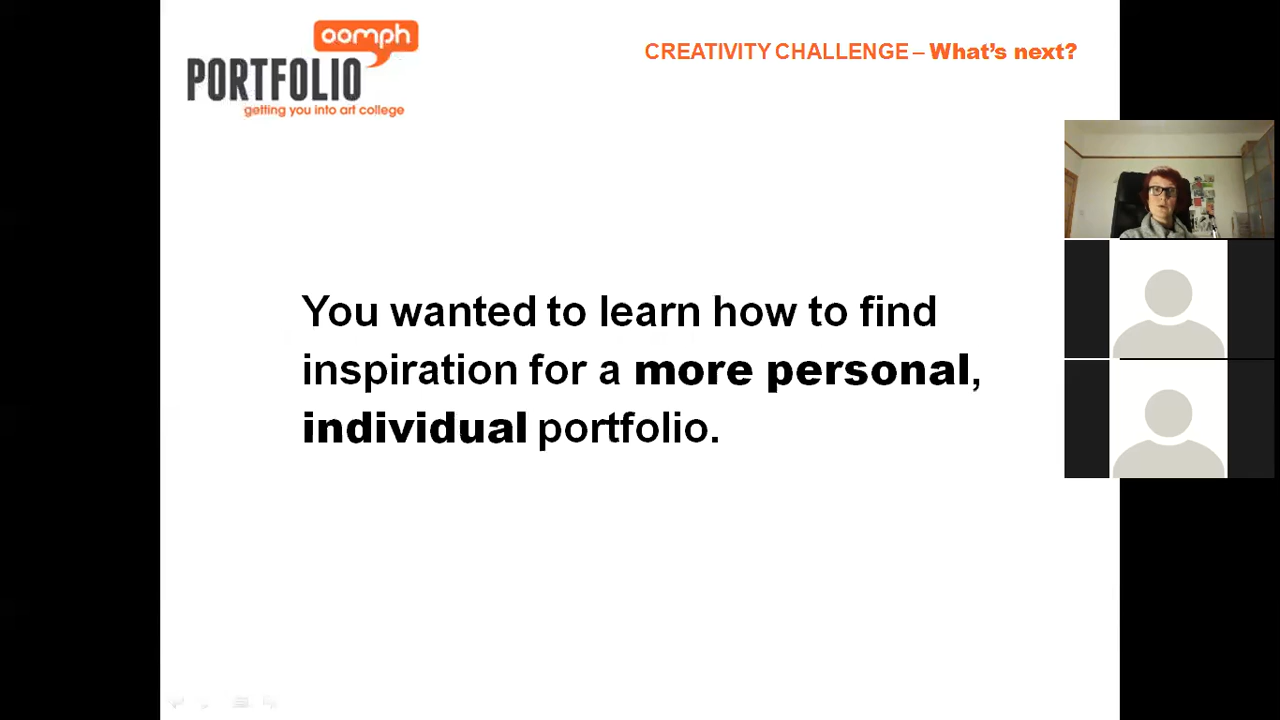 oomph
PORTFOLIO
getting you into art college
CREATIVITY CHALLENGE – What's next?
You wanted to learn how to find
inspiration for a more personal,
individual portfolio.